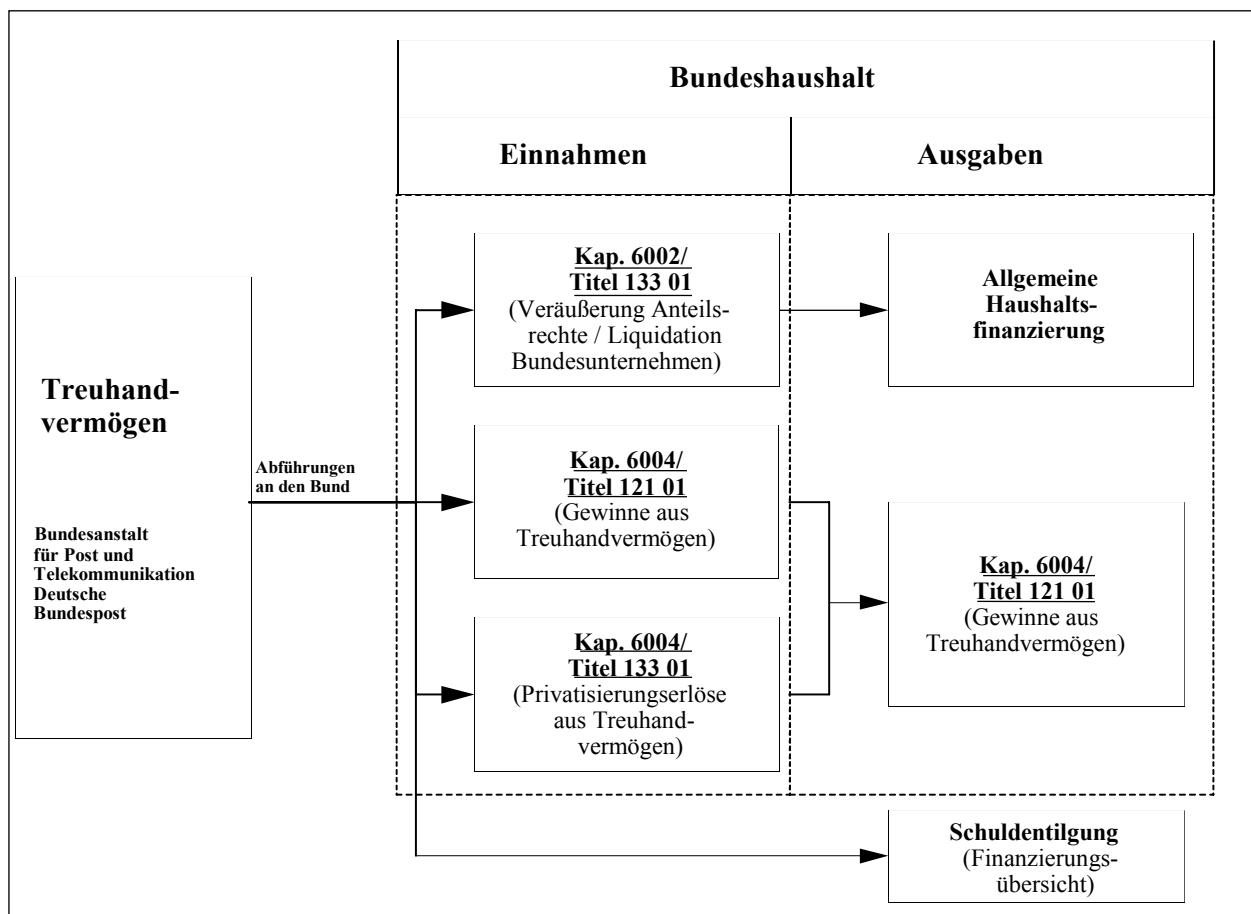 Bundeshaushalt
Einnahmen
Ausgaben
Treuhand-
vermögen
Bundesanstalt
für Post und
Telekommunikation
Deutsche
Bundespost
Abführungen
an den Bund
Kap. 6002/
Titel 133 01
(Veräußerung Anteils-
rechte / Liquidation
Bundesunternehmen)
Allgemeine
Haushalts-
finanzierung
Kap. 6004/
Titel 121 01
(Gewinne aus
Treuhandvermögen)
Kap. 6004/
Titel 133 01
(Privatisierungserlöse
aus Treuhand-
vermögen)
Kap. 6004/
Titel 121 01
(Gewinne aus
Treuhandvermögen)
Schuldentilgung
(Finanzierungs-
übersicht)